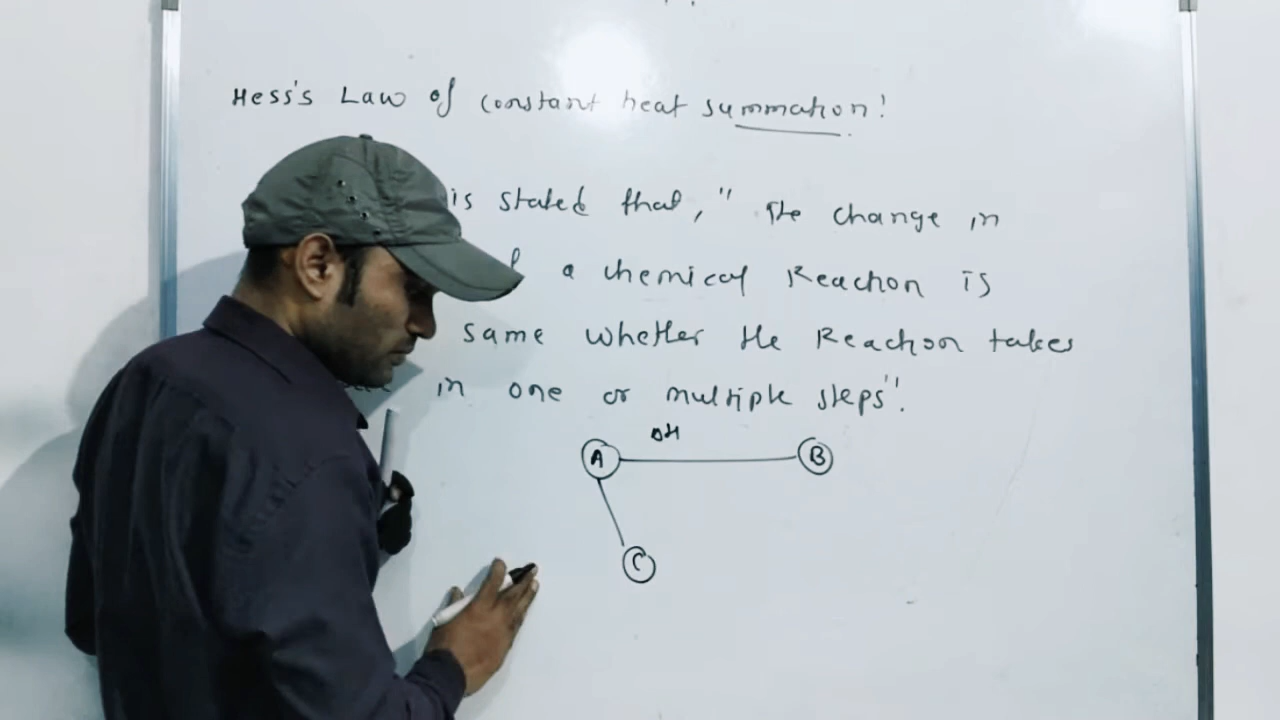 Hess's Law of constant heat summation!
is stated that, " The change in
a chemical Reaction is
same whether the Reaction takes
in one or multiple steps".
ΔH
A B
C